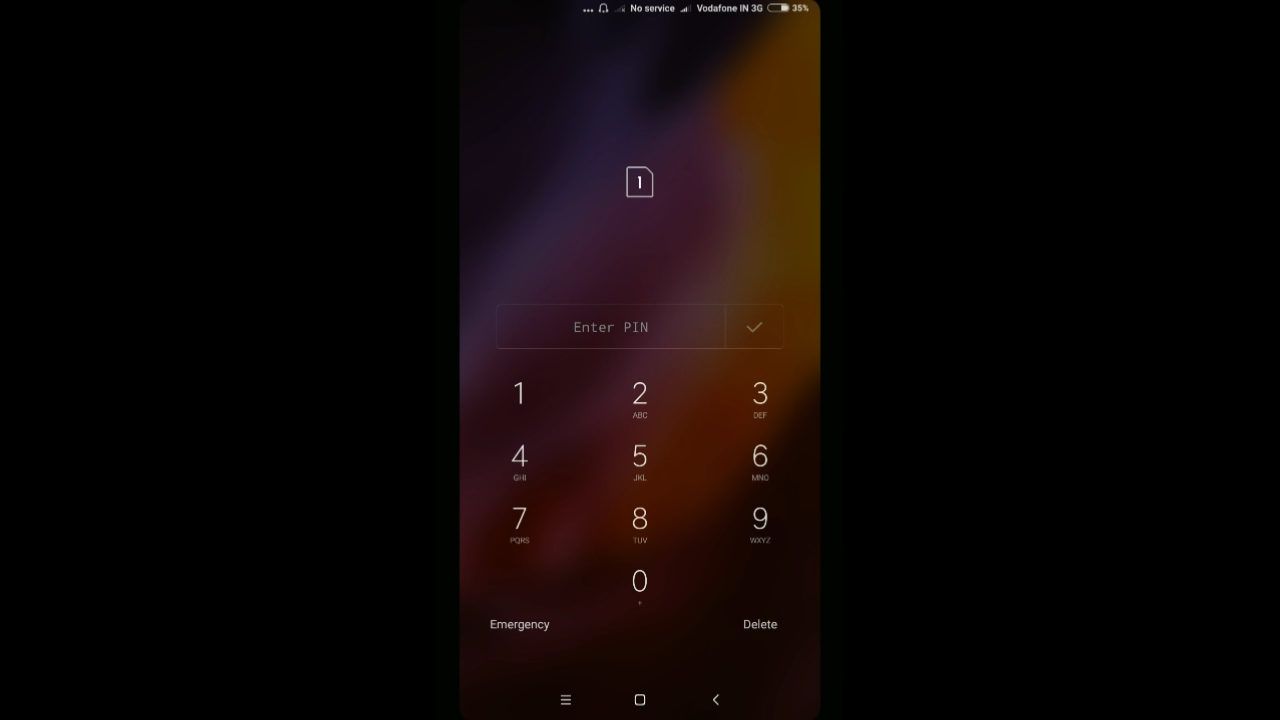 ... No service Vodafone IN 3G 35%
1
Enter PIN
1 2 3
ABC DEF
4 5 6
GHI JKL MNO
7 8 9
PQRS TUV WXYZ
0
+
Emergency Delete